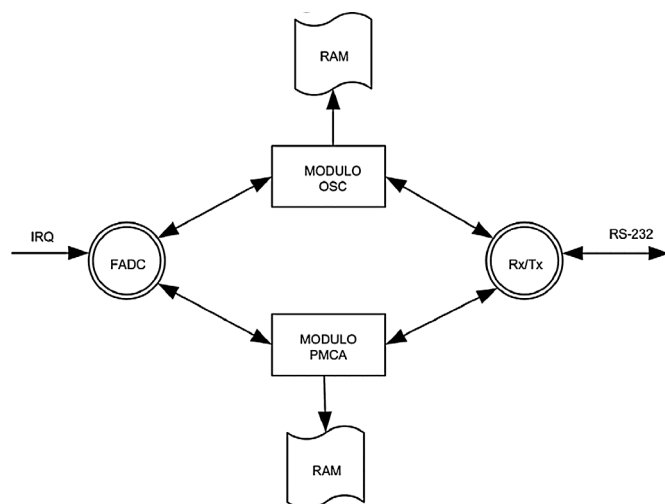 RAM
MODULO
OSC
IRQ
FADC
Rx/Tx
RS-232
MODULO
PMCA
RAM